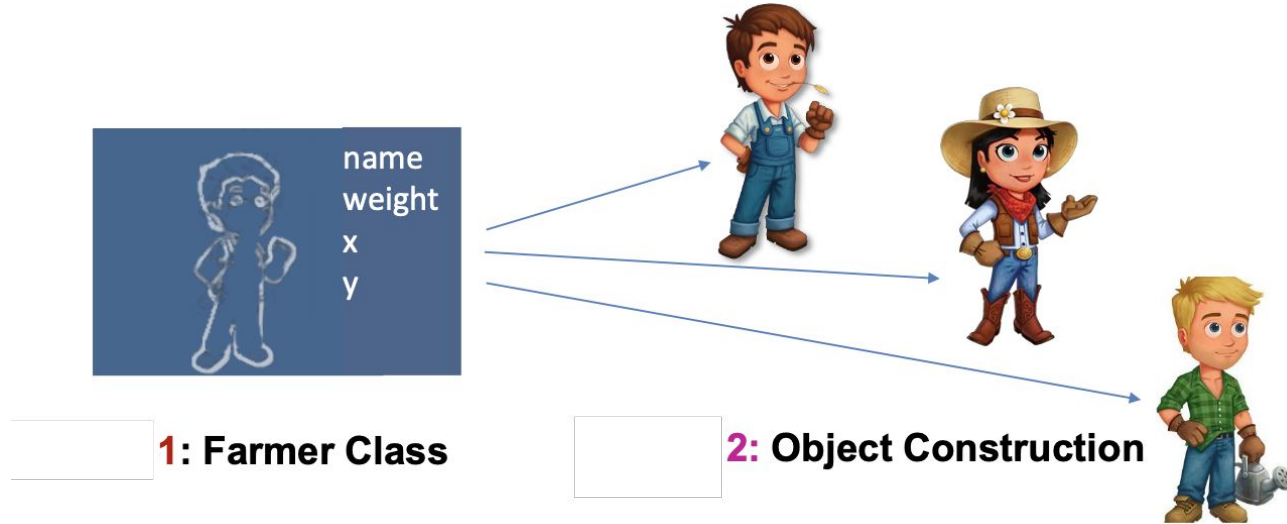 name
weight
x
y
1: Farmer Class
2: Object Construction